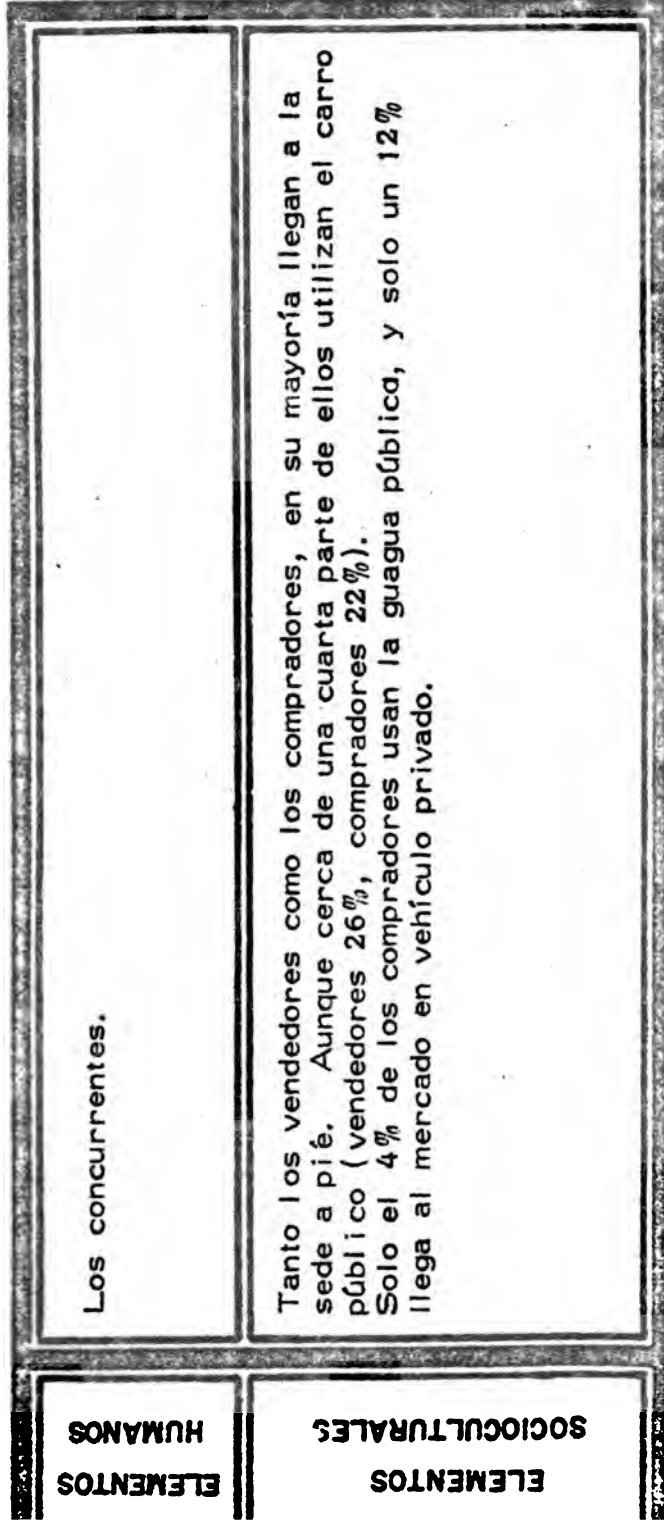 ELEMENTOS
HUMANOS
Los concurrentes.
ELEMENTOS
SOCIOCULTURALES
Tanto los vendedores como los compradores, en su mayoría llegan a la
sede a pié. Aunque cerca de una cuarta parte de ellos utilizan el carro
público (vendedores 26%, compradores 22%).
Solo el 4% de los compradores usan la guagua pública, y solo un 12%
llega al mercado en vehículo privado.